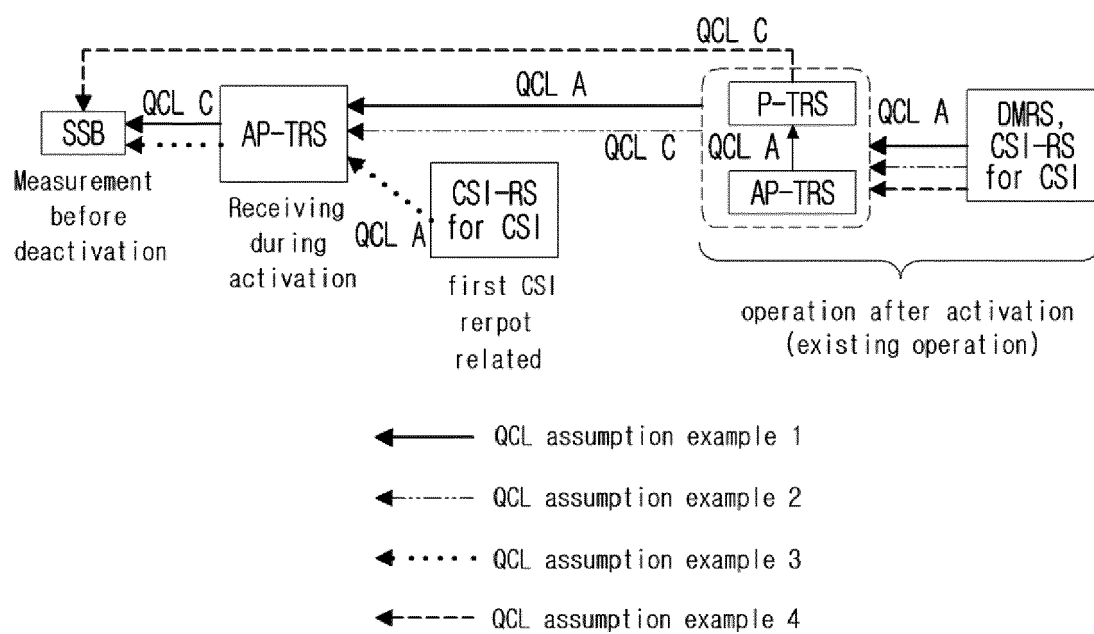 QCL C
QCL A
QCL C
SSB
AP-TRS
P-TRS
QCL A
DMRS,
CSI-RS
for CSI
QCL C
QCL A
AP-TRS
Measurement
before
deactivation
Receiving
during
activation
QCL A
CSI-RS
for CSI
first CSI
rerpot
related
operation after activation
(existing operation)
QCL assumption example 1
QCL assumption example 2
QCL assumption example 3
QCL assumption example 4